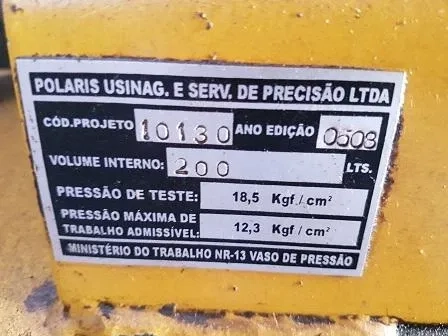 POLARIS USINAG. E SERV. DE PRECISÃO LTDA
CÓD.PROJETO 10130 ANO EDIÇÃO 0608
VOLUME INTERNO: 200 LTS.
PRESSÃO DE TESTE: 18,5 Kgf/cm²
PRESSÃO MÁXIMA DE
TRABALHO ADMISSÍVEL: 12,3 Kgf/cm²
MINISTÉRIO DO TRABALHO NR-13 VASO DE PRESSÃO